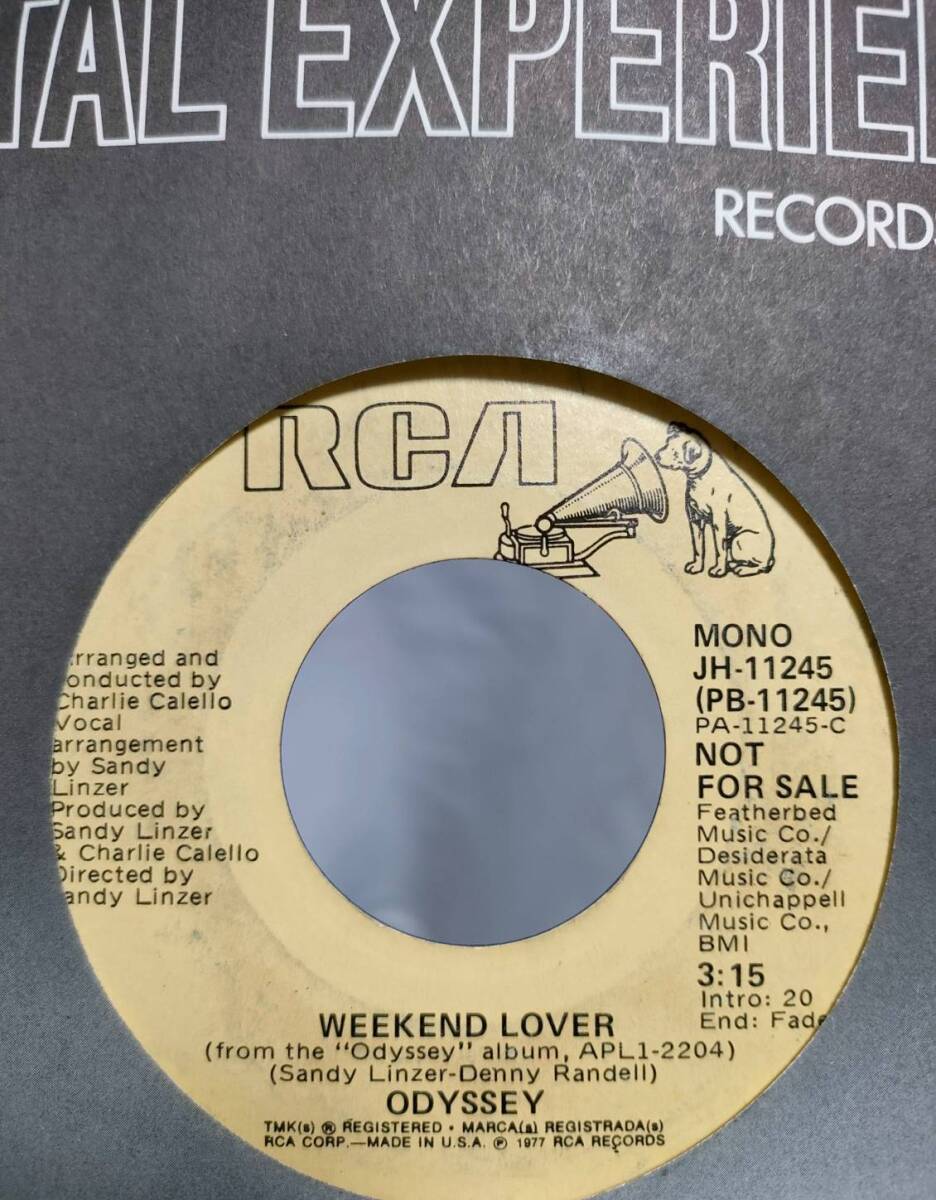 TAL EXPERIE
RECORDS
RCA
rranged and
onducted by
Charlie Calello
Vocal
arrangement
by Sandy
Linzer
Produced by
Sandy Linzer
& Charlie Calello
Directed by
andy Linzer
MONO
JH-11245
(PB-11245)
PA-11245-C
NOT
FOR SALE
Featherbed
Music Co./
Desiderata
Music Co./
Unichappell
Music Co.,
BMI
3:15
Intro: 20
End: Fade
WEEKEND LOVER
(from the "Odyssey" album, APL1-2204)
(Sandy Linzer-Denny Randell)
ODYSSEY
TMK(s) ® REGISTERED • MARCA(s) REGISTRADA(s)
RCA CORP.—MADE IN U.S.A. ℗ 1977 RCA RECORDS